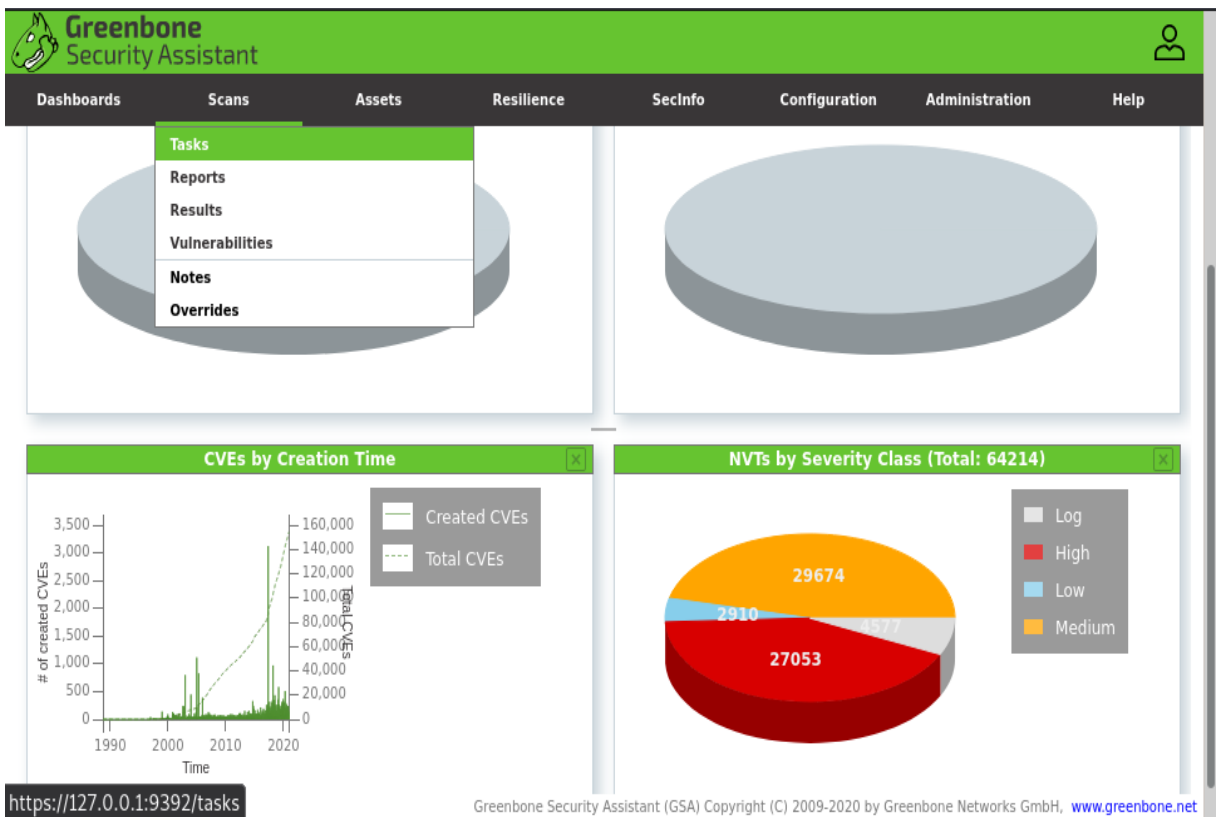 Greenbone
Security Assistant
Dashboards Scans Assets Resilience SecInfo Configuration Administration Help
Tasks
Reports
Results
Vulnerabilities
Notes
Overrides
CVEs by Creation Time x
# of created CVEs
3,500
3,000
2,500
2,000
1,500
1,000
500
0
160,000
140,000
120,000
100,000
80,000
60,000
40,000
20,000
0
Total CVEs
1990 2000 2010 2020
Time
Created CVEs
Total CVEs
NVTs by Severity Class (Total: 64214) x
29674
2910
4577
27053
Log
High
Low
Medium
https://127.0.0.1:9392/tasks
Greenbone Security Assistant (GSA) Copyright (C) 2009-2020 by Greenbone Networks GmbH, www.greenbone.net